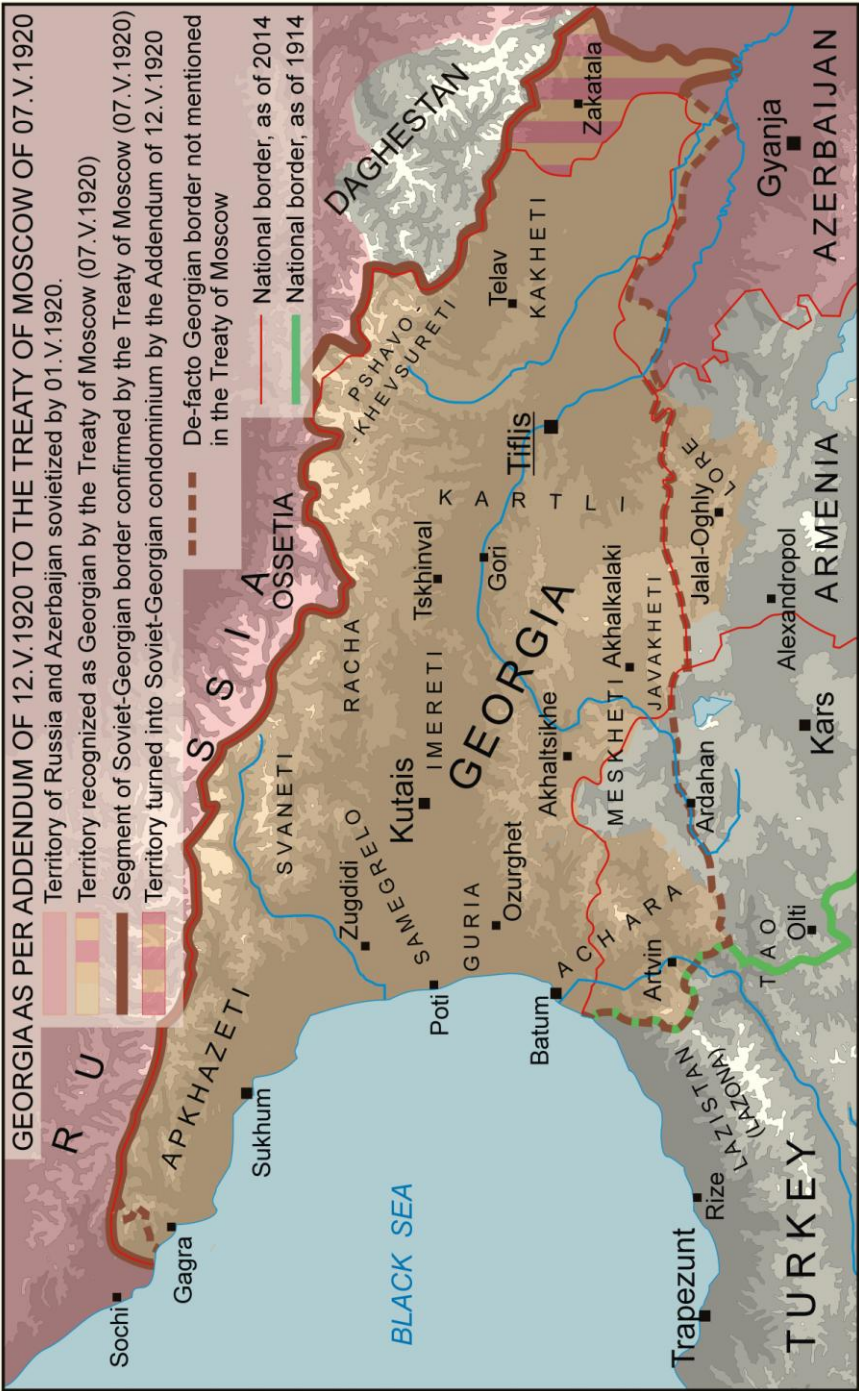 GEORGIA AS PER ADDENDUM OF 12.V.1920 TO THE TREATY OF MOSCOW OF 07.V.1920
Territory of Russia and Azerbaijan sovietized by 01.V.1920.
Territory recognized as Georgian by the Treaty of Moscow (07.V.1920)
Segment of Soviet-Georgian border confirmed by the Treaty of Moscow (07.V.1920)
Territory turned into Soviet-Georgian condominium by the Addendum of 12.V.1920
De-facto Georgian border not mentioned
in the Treaty of Moscow
National border, as of 2014
National border, as of 1914
RUSSIA
OSSETIA
DAGHESTAN
Sochi
Gagra
APKHAZETI
Sukhum
SVANETI
RACHA
PSHAVO-
-KHEVSURETI
Zugdidi
SAMEGRELO
Kutais
IMERETI
Tskhinval
KARTLI
Telav
KAKHETI
Zakatala
Poti
GURIA
Ozurghet
GEORGIA
Gori
Tiflis
BLACK SEA
Batum
ACHARA
Akhaltsikhe
MESKHETI
Akhalkalaki
JAVAKHETI
Artvin
Ardahan
Jalal-Oghly
LORE
Gyanja
AZERBAIJAN
Trapezunt
Rize
LAZISTAN
(LAZONA)
TAO
Olti
Kars
Alexandropol
ARMENIA
TURKEY